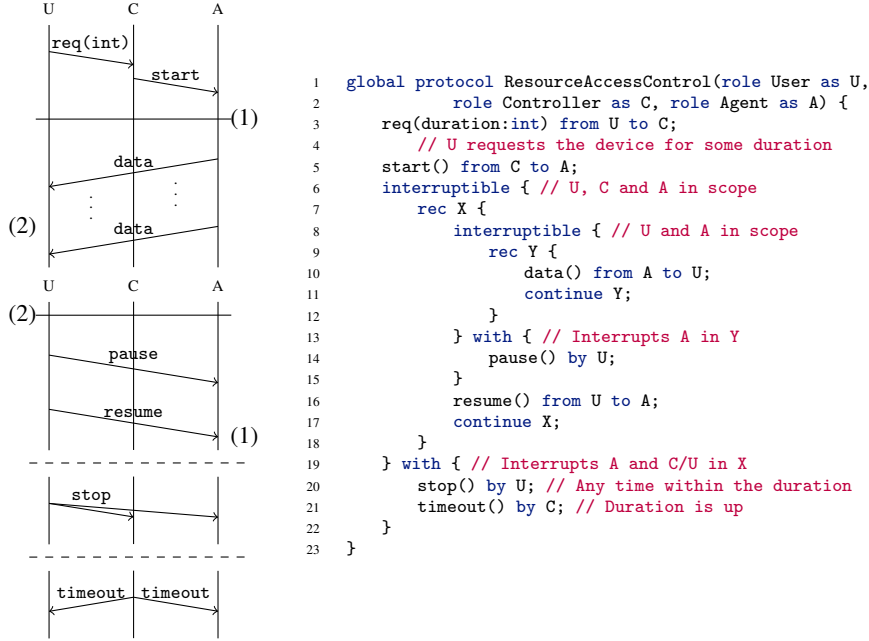 U C A
req(int)
start
(1)
data
(2)
data
U C A
(2)
pause
resume
(1)
stop
timeout timeout
1 global protocol ResourceAccessControl(role User as U,
2 role Controller as C, role Agent as A) {
3 req(duration:int) from U to C;
4 // U requests the device for some duration
5 start() from C to A;
6 interruptible { // U, C and A in scope
7 rec X {
8 interruptible { // U and A in scope
9 rec Y {
10 data() from A to U;
11 continue Y;
12 }
13 } with { // Interrupts A in Y
14 pause() by U;
15 }
16 resume() from U to A;
17 continue X;
18 }
19 } with { // Interrupts A and C/U in X
20 stop() by U; // Any time within the duration
21 timeout() by C; // Duration is up
22 }
23 }